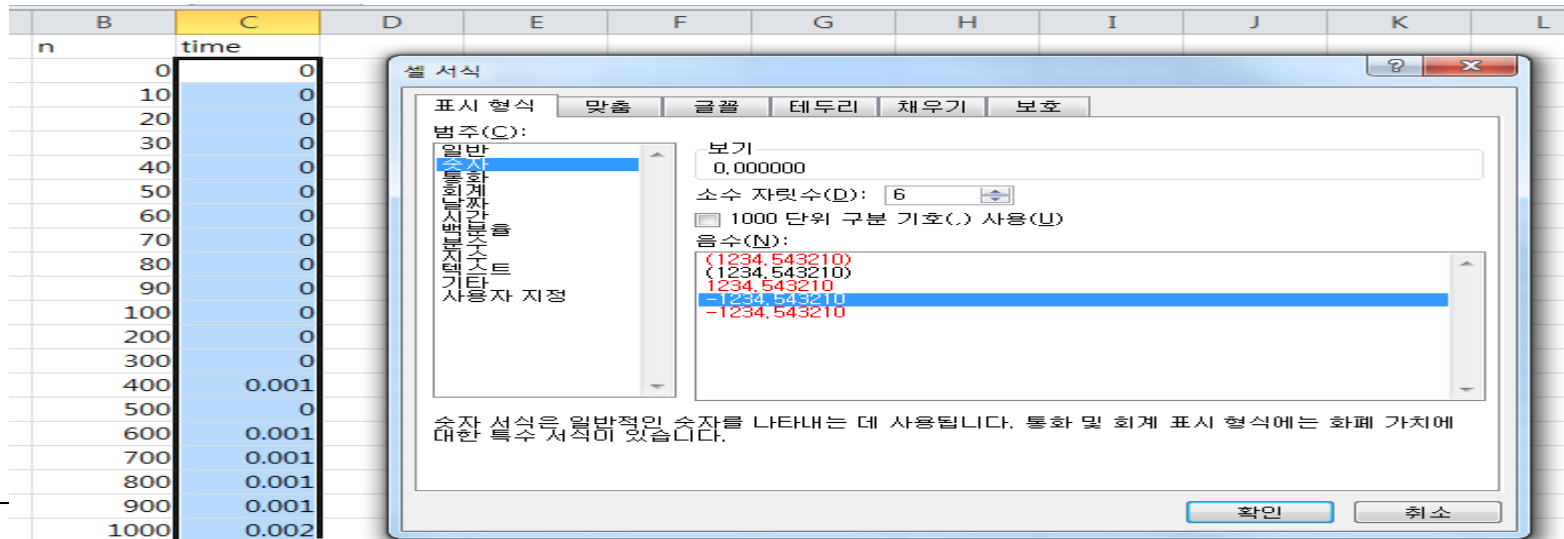 B C D E F G H I J K L
n time
0 0
10 0
20 0
30 0
40 0
50 0
60 0
70 0
80 0
90 0
100 0
200 0
300 0
400 0.001
500 0
600 0.001
700 0.001
800 0.001
900 0.001
1000 0.002
셀 서식
표시 형식 맞춤 글꼴 테두리 채우기 보호
범주(C):
일반
숫자
통화
회계
날짜
시간
백분율
분수
지수
텍스트
기타
사용자 지정
보기
0.000000
소수 자릿수(D): 6
1000 단위 구분 기호(,) 사용(U)
음수(N):
(1234.543210)
(1234.543210)
1234.543210
-1234.543210
-1234.543210
숫자 서식은 일반적인 숫자를 나타내는 데 사용됩니다. 통화 및 회계 표시 형식에는 화폐 가치에
대한 특수 서식이 있습니다.
확인 취소